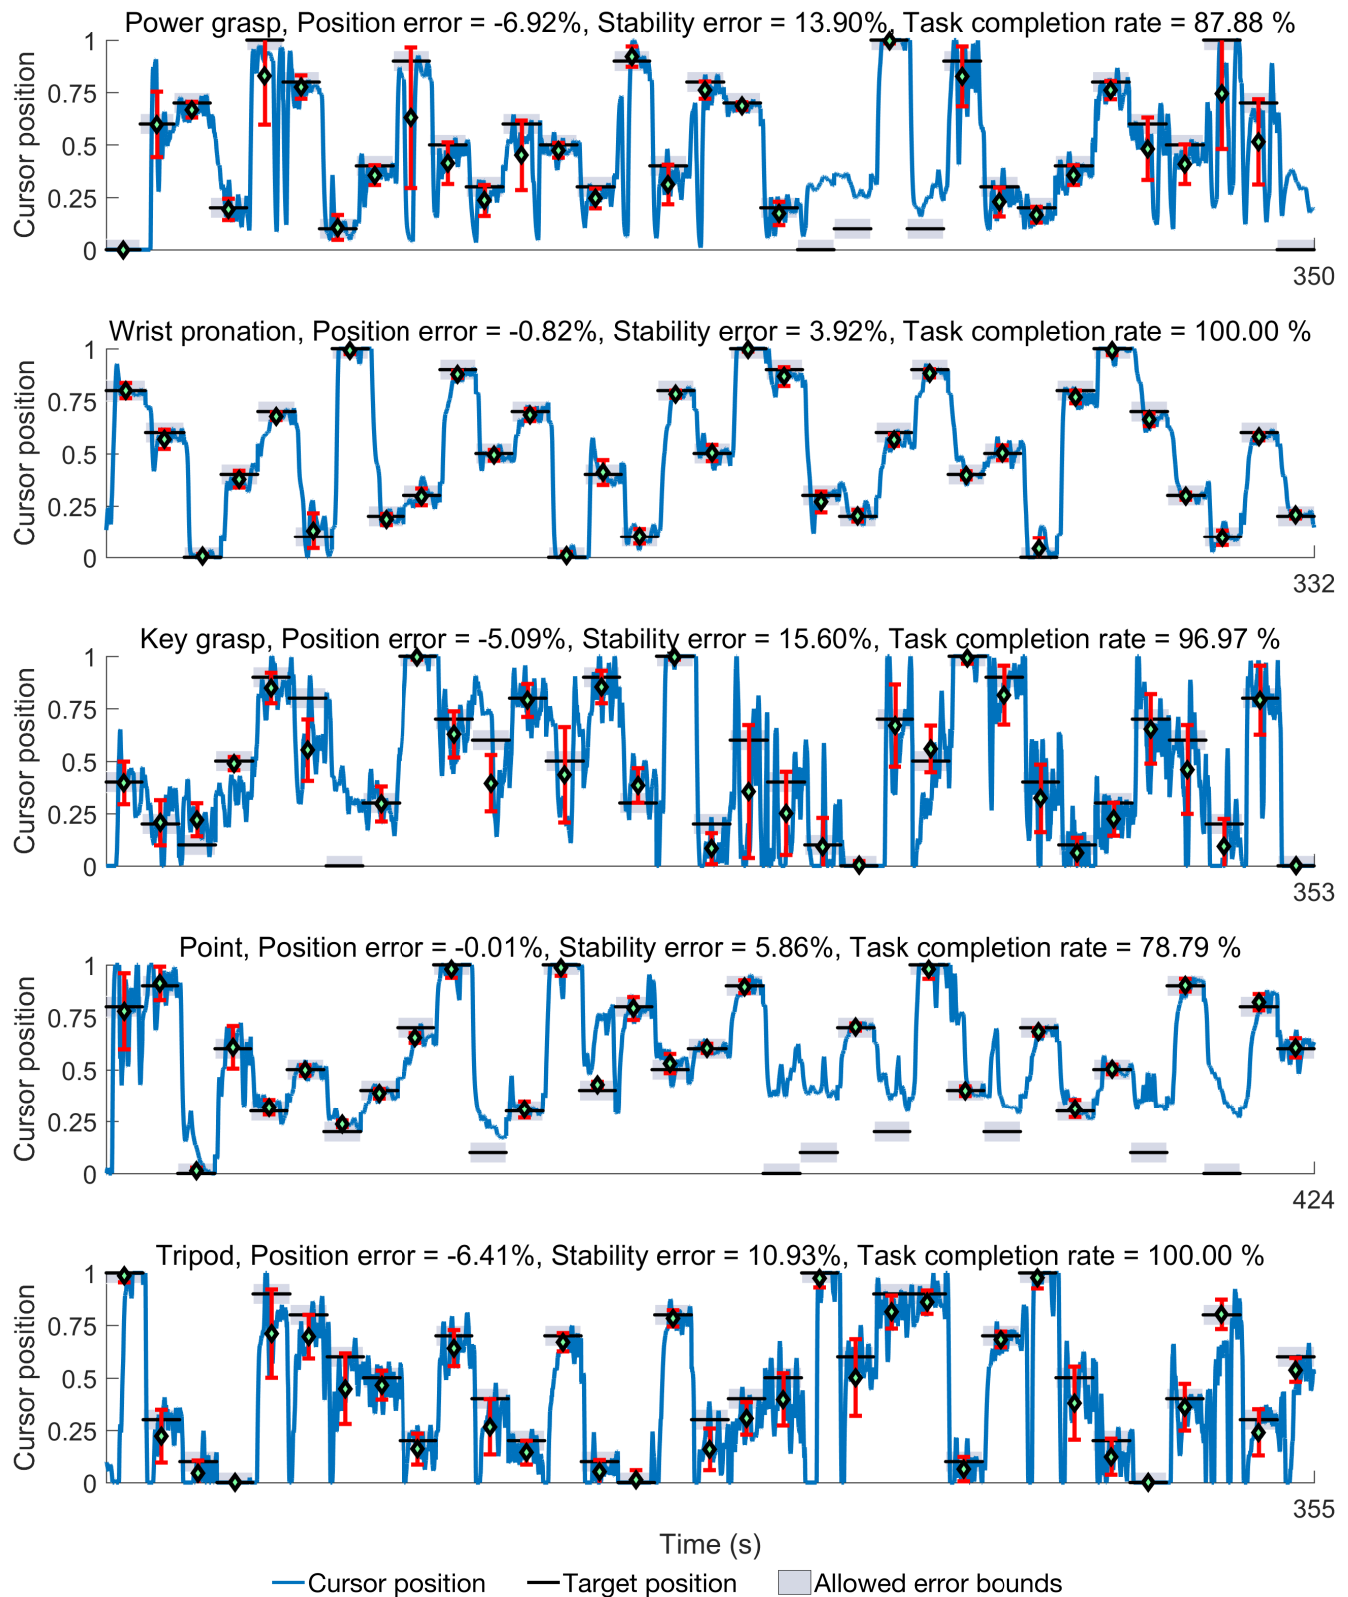 Power grasp, Position error = -6.92%, Stability error = 13.90%, Task completion rate = 87.88 %
Cursor position
1
0.75
0.5
0.25
0
350
Wrist pronation, Position error = -0.82%, Stability error = 3.92%, Task completion rate = 100.00 %
Cursor position
1
0.75
0.5
0.25
0
332
Key grasp, Position error = -5.09%, Stability error = 15.60%, Task completion rate = 96.97 %
Cursor position
1
0.75
0.5
0.25
0
353
Point, Position error = -0.01%, Stability error = 5.86%, Task completion rate = 78.79 %
Cursor position
1
0.75
0.5
0.25
0
424
Tripod, Position error = -6.41%, Stability error = 10.93%, Task completion rate = 100.00 %
Cursor position
1
0.75
0.5
0.25
0
355
Time (s)
Cursor position
Target position
Allowed error bounds